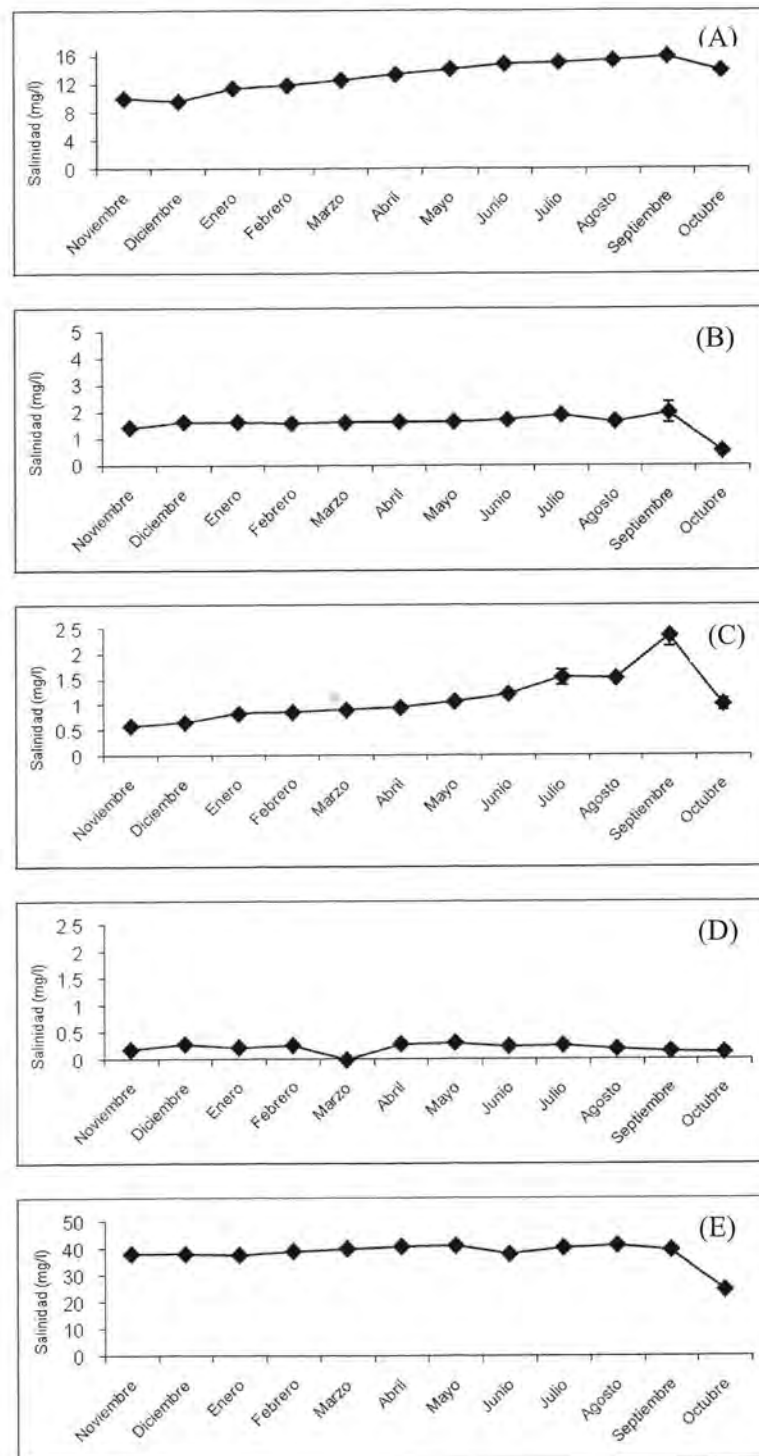 (A)
Salinidad (mg/l)
16
12
8
4
0
Noviembre
Diciembre
Enero
Febrero
Marzo
Abril
Mayo
Junio
Julio
Agosto
Septiembre
Octubre
(B)
Salinidad (mg/l)
5
4
3
2
1
0
Noviembre
Diciembre
Enero
Febrero
Marzo
Abril
Mayo
Junio
Julio
Agosto
Septiembre
Octubre
(C)
Salinidad (mg/l)
2.5
2
1.5
1
0.5
0
Noviembre
Diciembre
Enero
Febrero
Marzo
Abril
Mayo
Junio
Julio
Agosto
Septiembre
Octubre
(D)
Salinidad (mg/l)
2.5
2
1.5
1
0.5
0
Noviembre
Diciembre
Enero
Febrero
Marzo
Abril
Mayo
Junio
Julio
Agosto
Septiembre
Octubre
(E)
Salinidad (mg/l)
50
40
30
20
10
0
Noviembre
Diciembre
Enero
Febrero
Marzo
Abril
Mayo
Junio
Julio
Agosto
Septiembre
Octubre